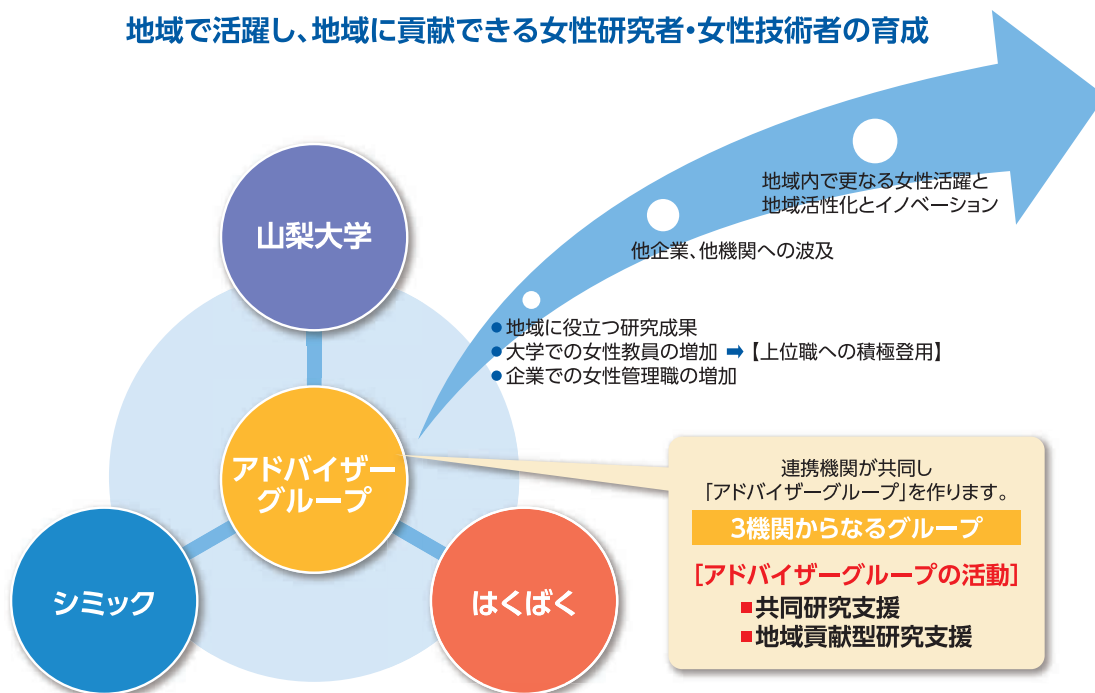 地域で活躍し、地域に貢献できる女性研究者・女性技術者の育成
山梨大学
アドバイザー
グループ
シミック
はくばく
地域内で更なる女性活躍と
地域活性化とイノベーション
他企業、他機関への波及
● 地域に役立つ研究成果
● 大学での女性教員の増加 ➡【上位職への積極登用】
● 企業での女性管理職の増加
連携機関が共同し
「アドバイザーグループ」を作ります。
3機関からなるグループ
[アドバイザーグループの活動]
■共同研究支援
■地域貢献型研究支援